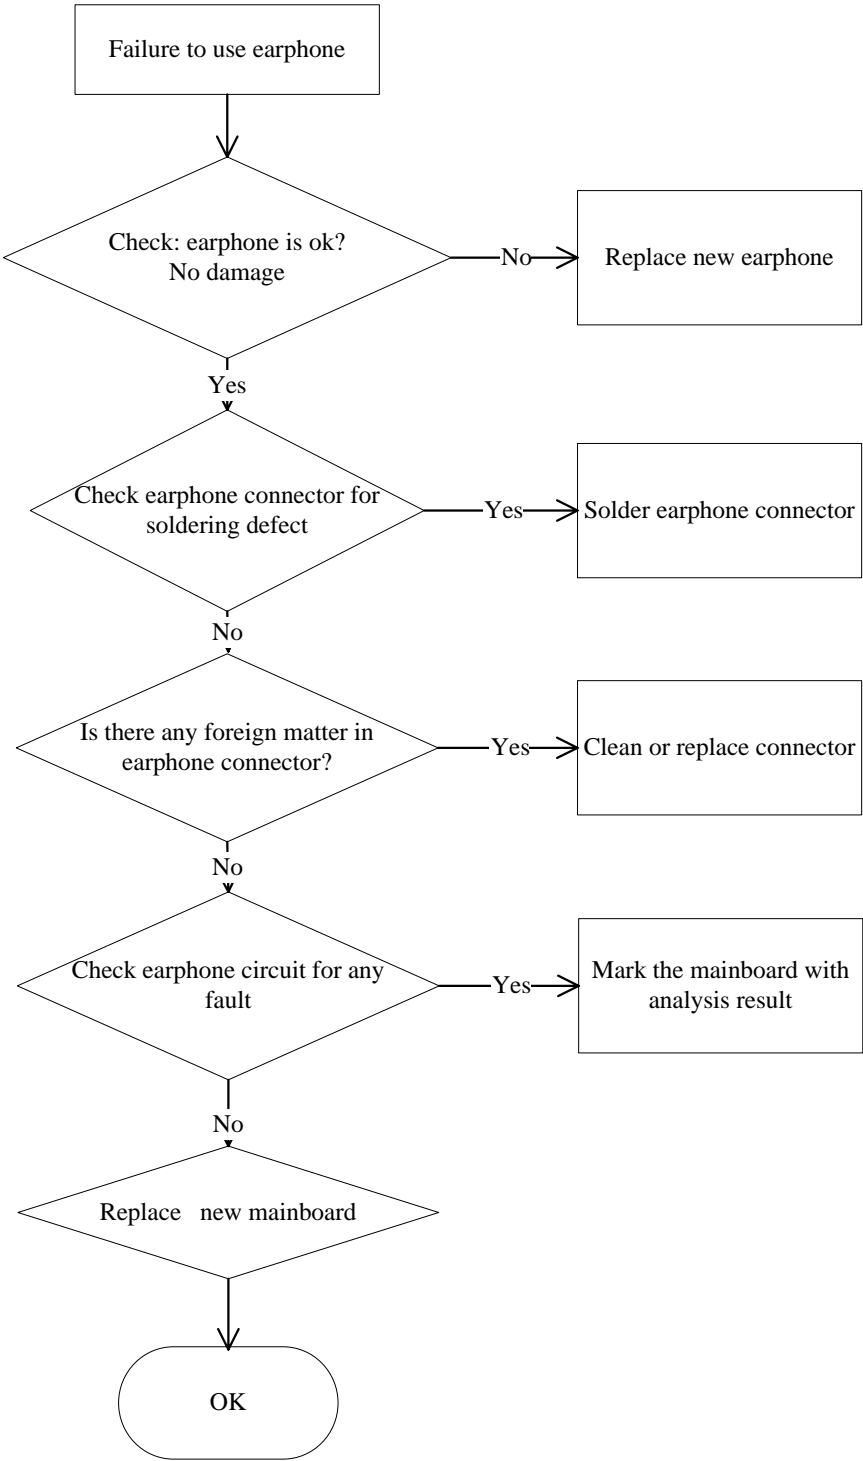 Failure to use earphone
Check: earphone is ok?
No damage
No
Replace new earphone
Yes
Check earphone connector for
soldering defect
Yes
Solder earphone connector
No
Is there any foreign matter in
earphone connector?
Yes
Clean or replace connector
No
Check earphone circuit for any
fault
Yes
Mark the mainboard with
analysis result
No
Replace new mainboard
OK